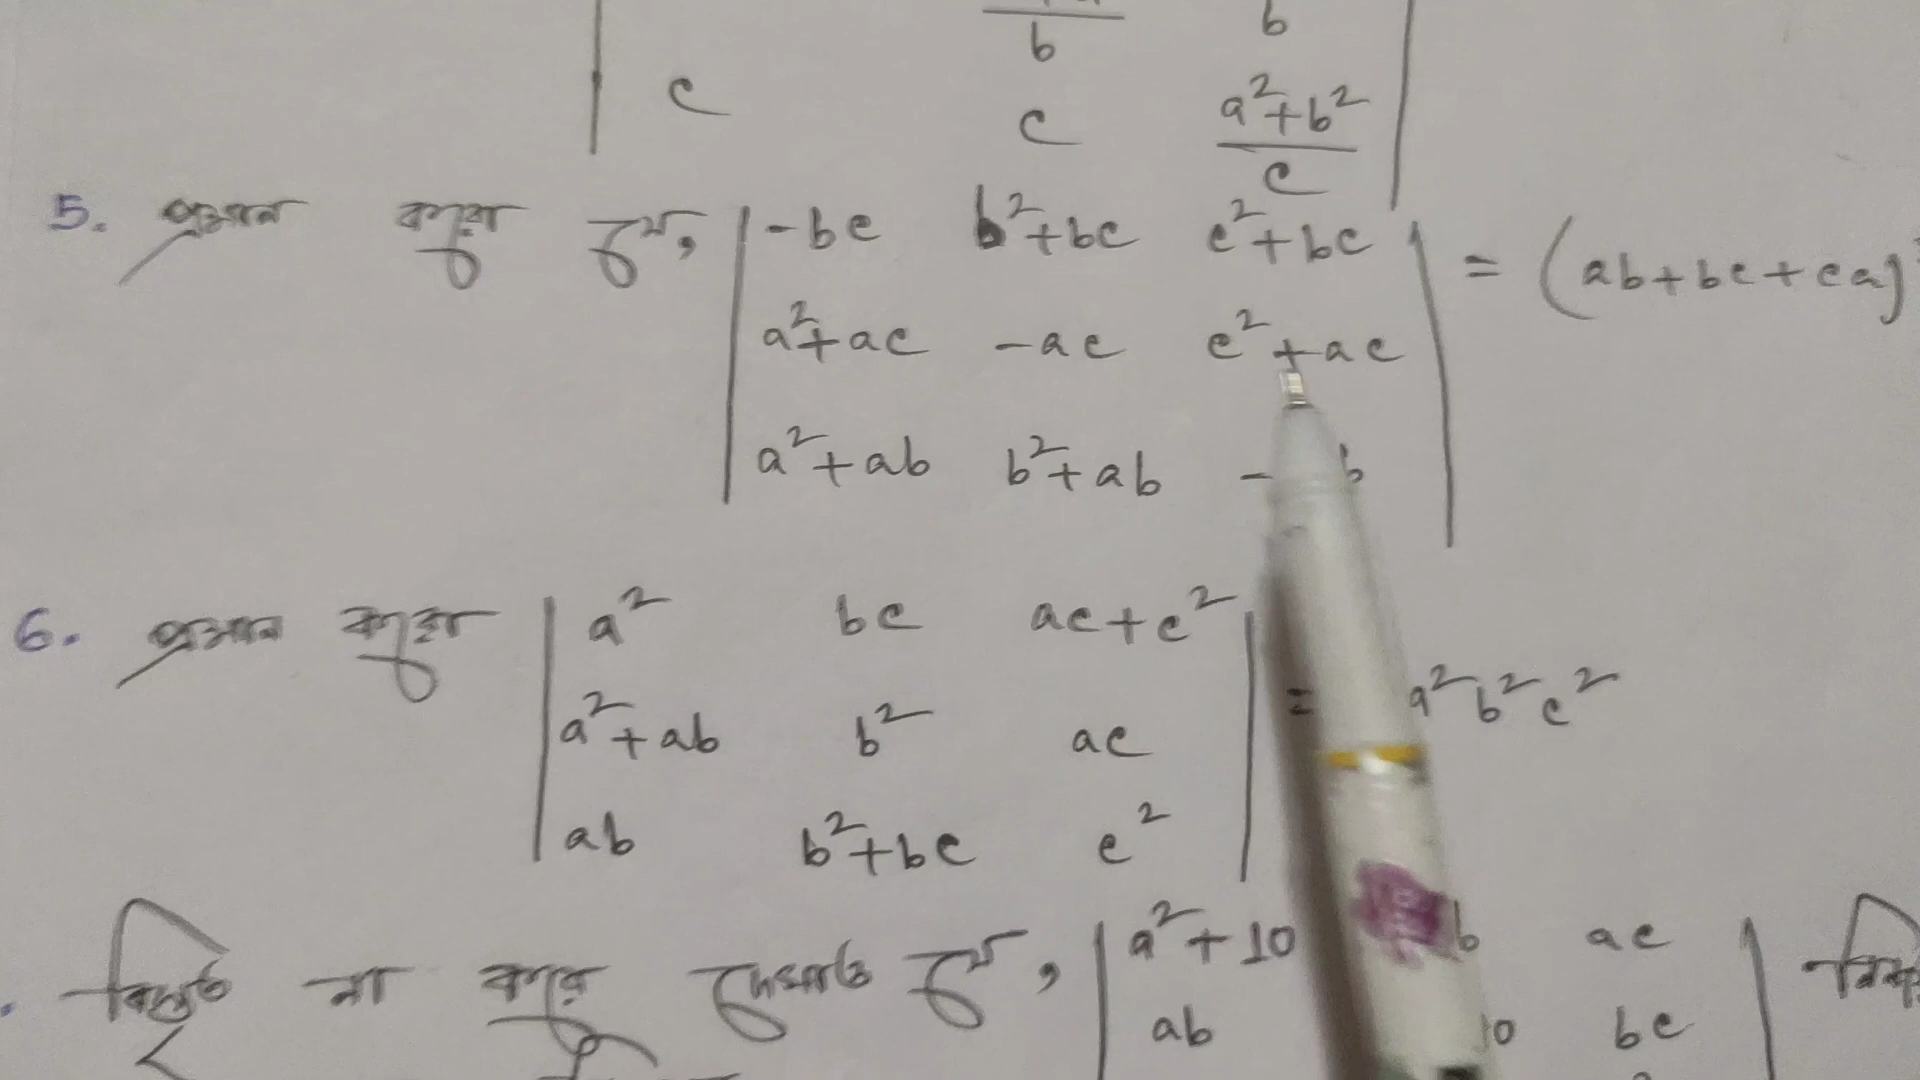 b b
c c a²+b²
c
5. প্রমান কর যে, | -bc b²+bc c²+bc | = (ab+bc+ca)
a²+ac -ac c²+ac
a²+ab b²+ab - b
6. প্রমান কর | a² bc ac+c² | = a²b²c²
a²+ab b² ac
ab b²+bc c²
বিস্তৃত না করে দেখাও যে, | a²+10 b ac |
ab 0 bc